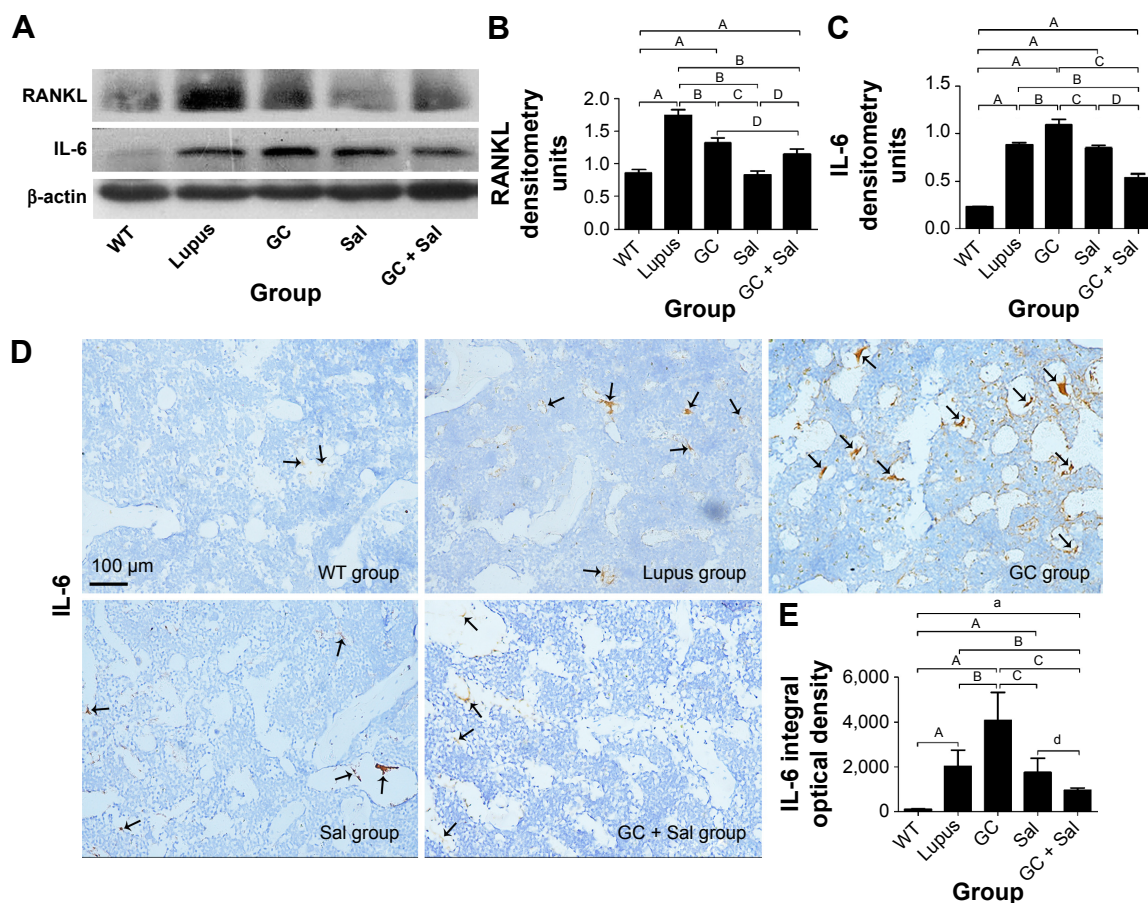 A
RANKL
IL-6
β-actin
WT
Lupus
GC
Sal
GC + Sal
Group
B
A
A
B
B
A B C D
D
RANKL
densitometry
units
2.0
1.5
1.0
0.5
0.0
WT
Lupus
GC
Sal
GC + Sal
Group
C
A
A
A C
B
A B C D
IL-6
densitometry
units
1.5
1.0
0.5
0.0
WT
Lupus
GC
Sal
GC + Sal
Group
D
IL-6
100 µm
WT group
Lupus group
GC group
Sal group
GC + Sal group
E
a
A
B
A C
B C
A
d
IL-6 integral
optical density
6,000
4,000
2,000
0
WT
Lupus
GC
Sal
GC + Sal
Group